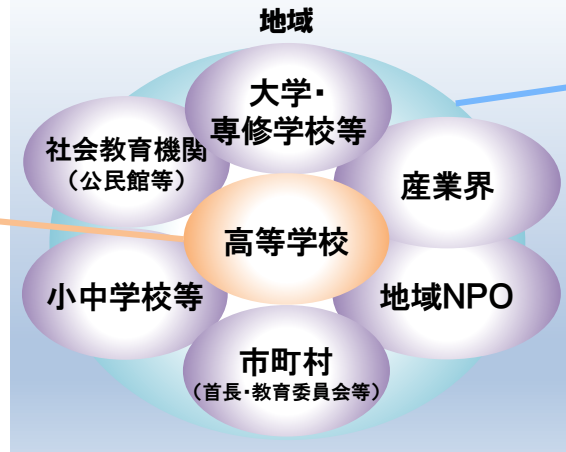 地域
大学・
専修学校等
社会教育機関
（公民館等）
産業界
高等学校
小中学校等
地域NPO
市町村
（首長・教育委員会等）